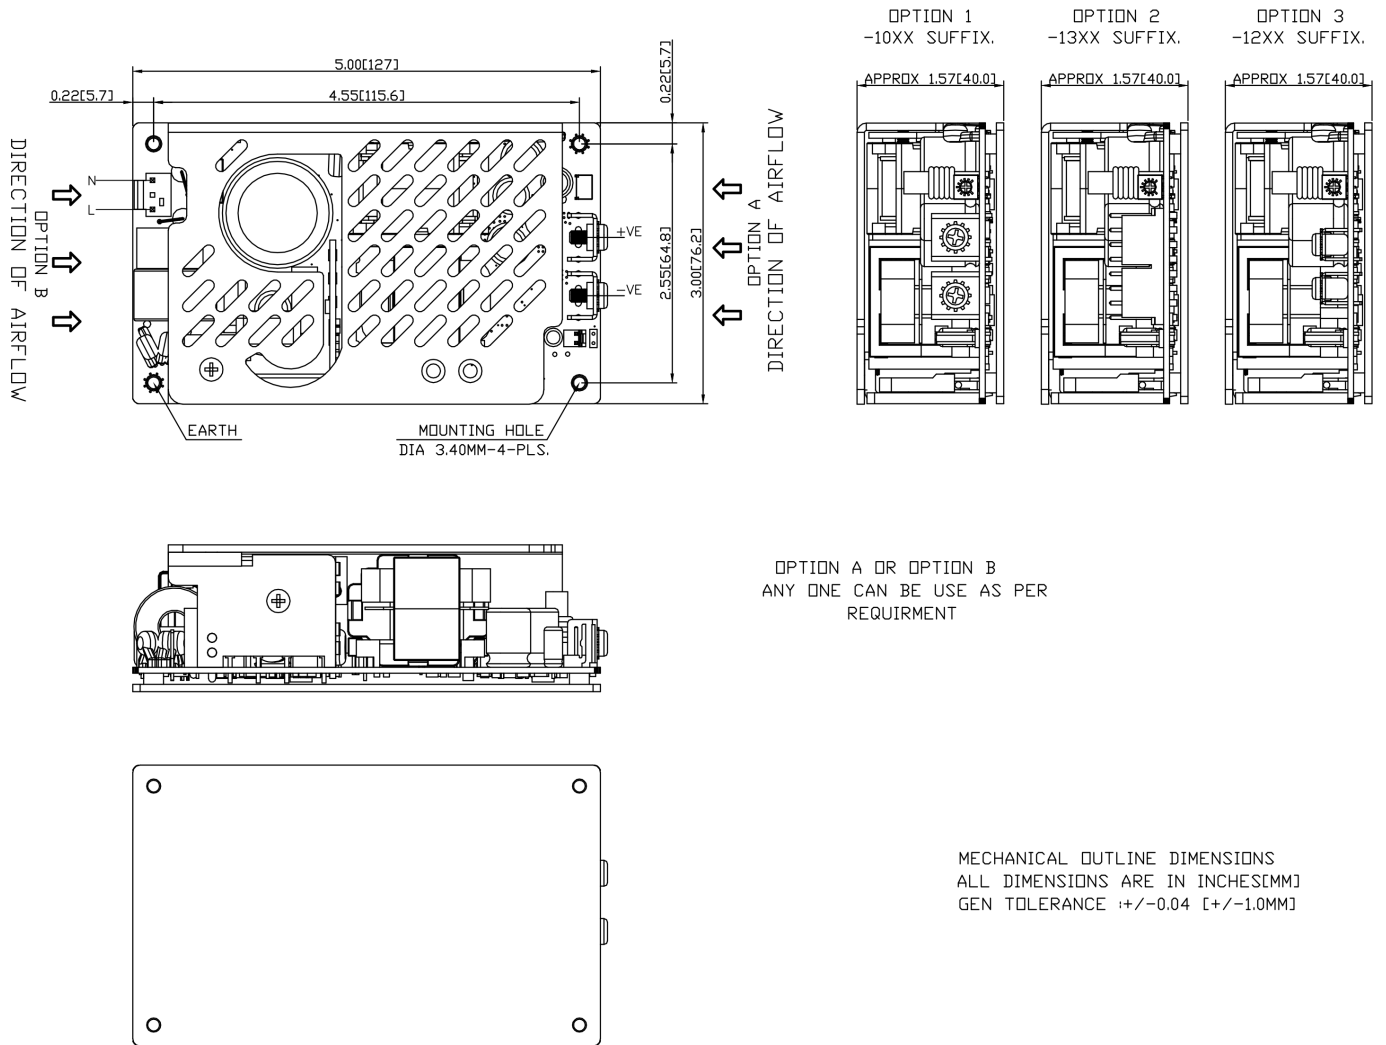 OPTION 1
-10XX SUFFIX.
OPTION 2
-13XX SUFFIX.
OPTION 3
-12XX SUFFIX.
APPROX 1.57[40.0]
APPROX 1.57[40.0]
APPROX 1.57[40.0]
5.00[127]
0.22[5.7]
4.55[115.6]
0.22[5.7]
N
L
OPTION B
DIRECTION OF AIRFLOW
+VE
-VE
2.55[64.8]
3.00[76.2]
OPTION A
DIRECTION OF AIRFLOW
EARTH
MOUNTING HOLE
DIA 3.40MM-4-PLS.
OPTION A OR OPTION B
ANY ONE CAN BE USE AS PER
REQUIRMENT
MECHANICAL OUTLINE DIMENSIONS
ALL DIMENSIONS ARE IN INCHES[MM]
GEN TOLERANCE :+/-0.04 [+/-1.0MM]